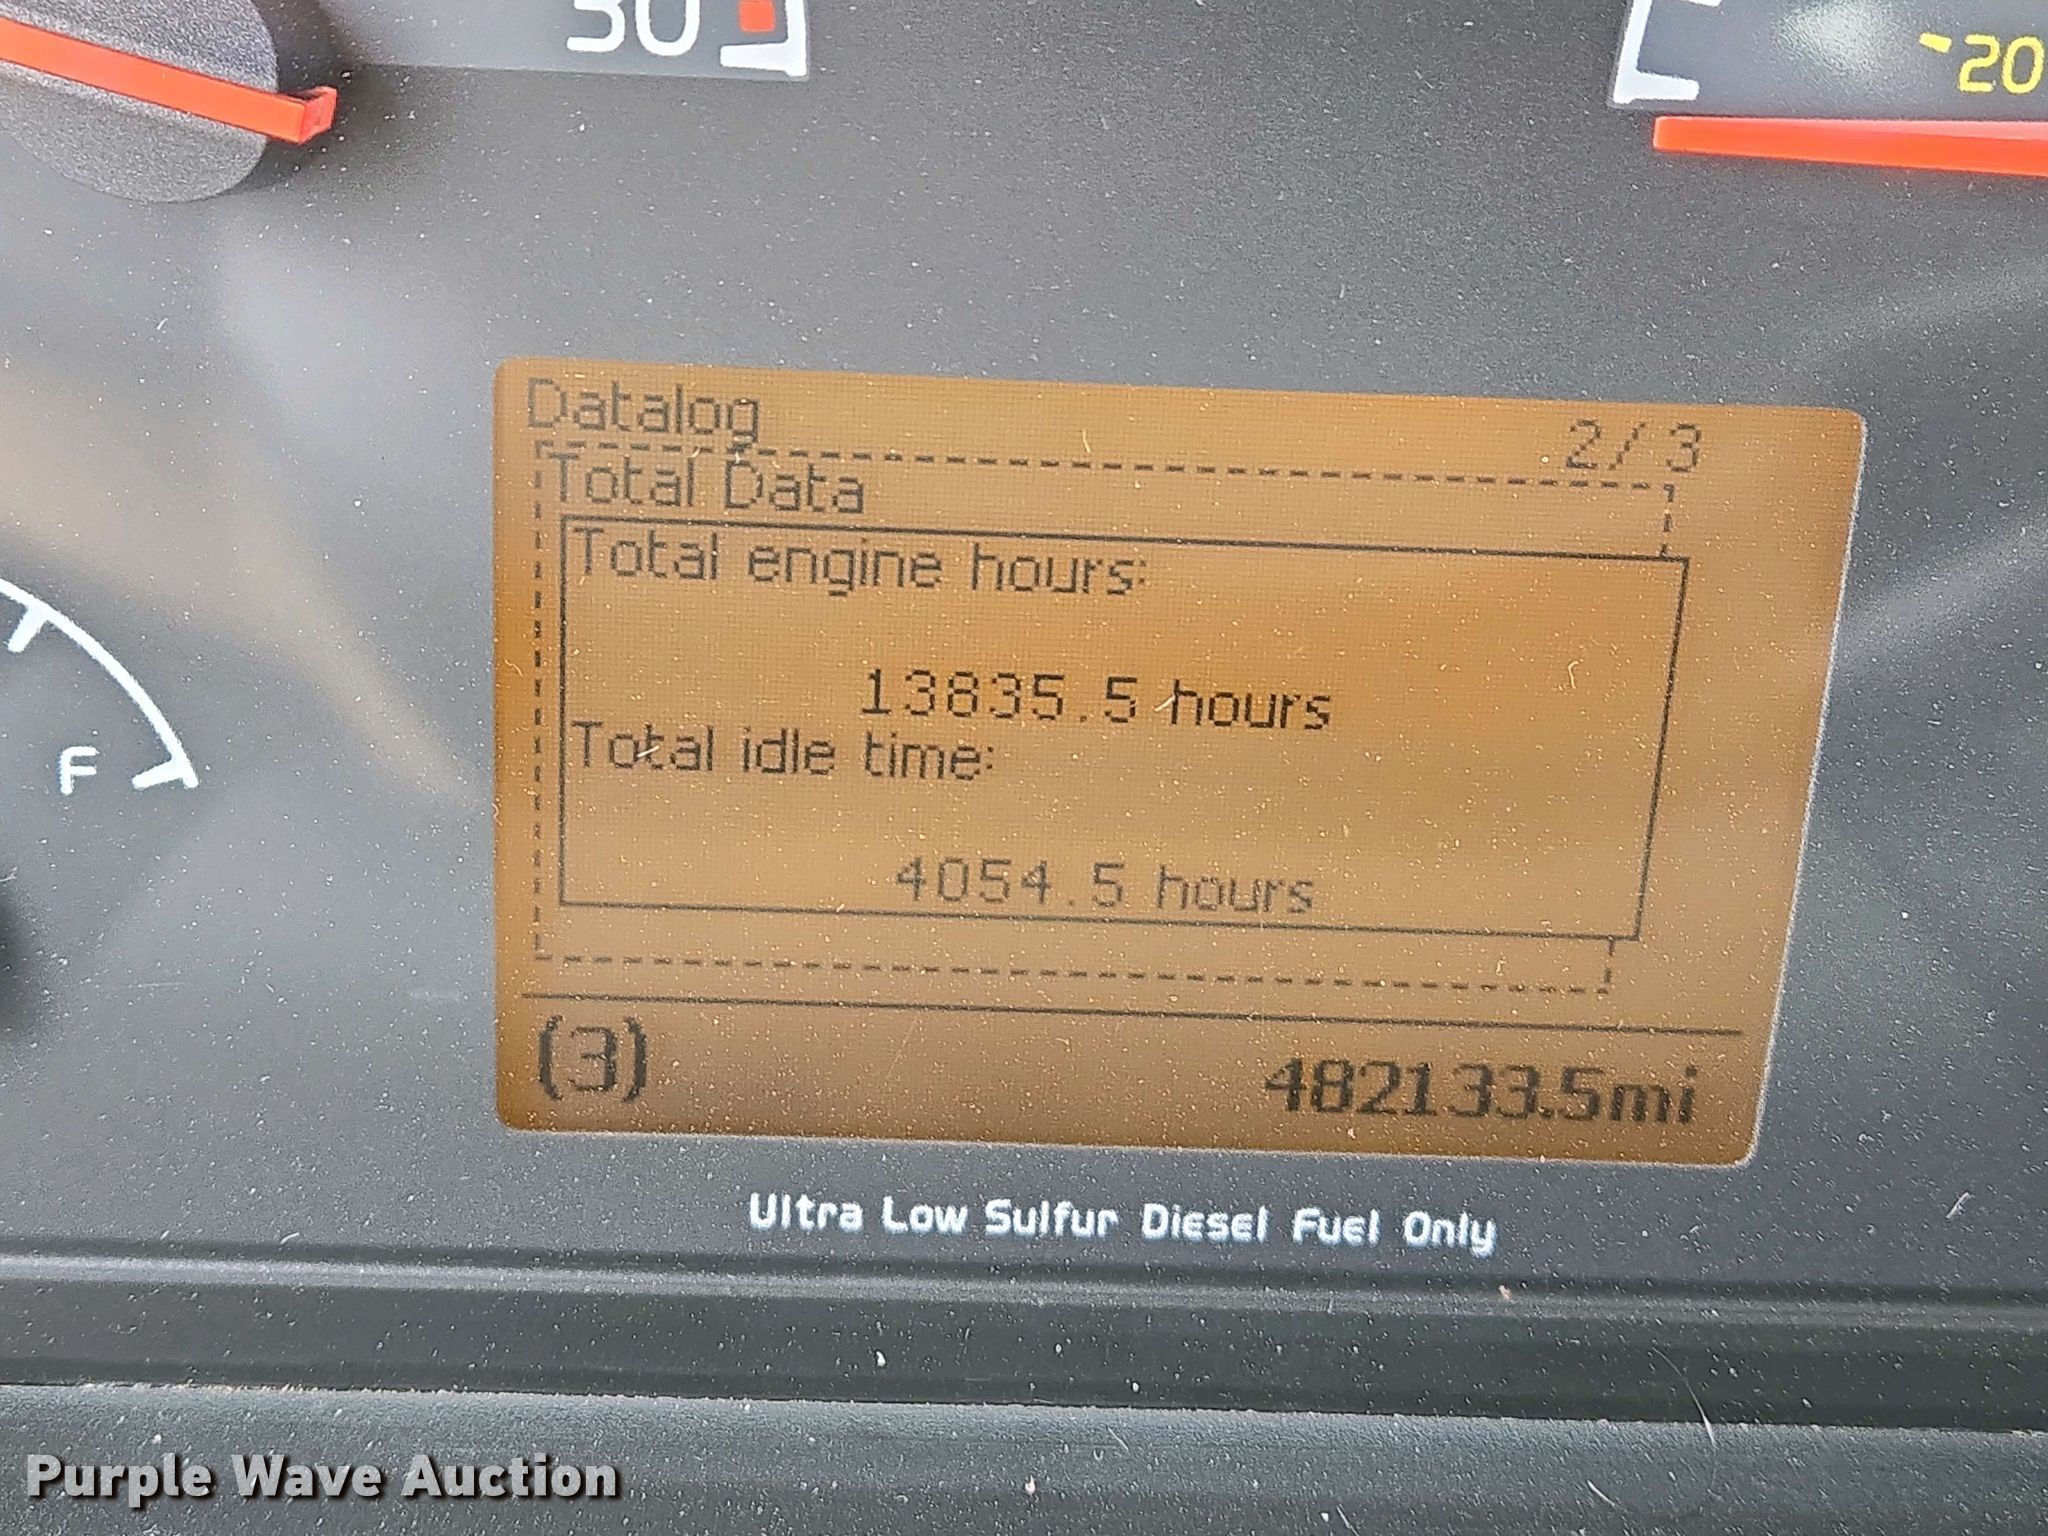 30
-20
Datalog 2/3
Total Data
Total engine hours:
13835.5 hours
Total idle time:
4054.5 hours
F
(3) 482133.5mi
Ultra Low Sulfur Diesel Fuel Only
Purple Wave Auction